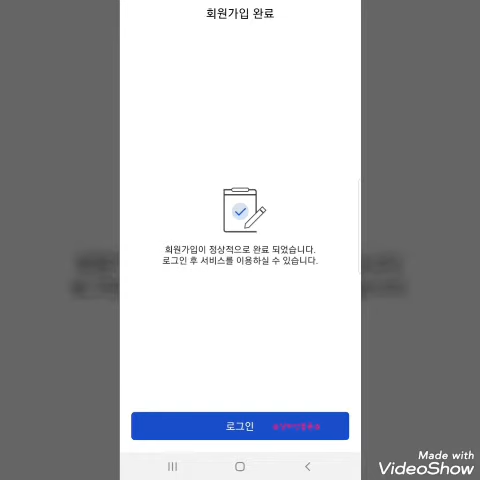 회원가입 완료
회원가입이 정상적으로 완료 되었습니다.
로그인 후 서비스를 이용하실 수 있습니다.
로그인
Made with
VideoShow